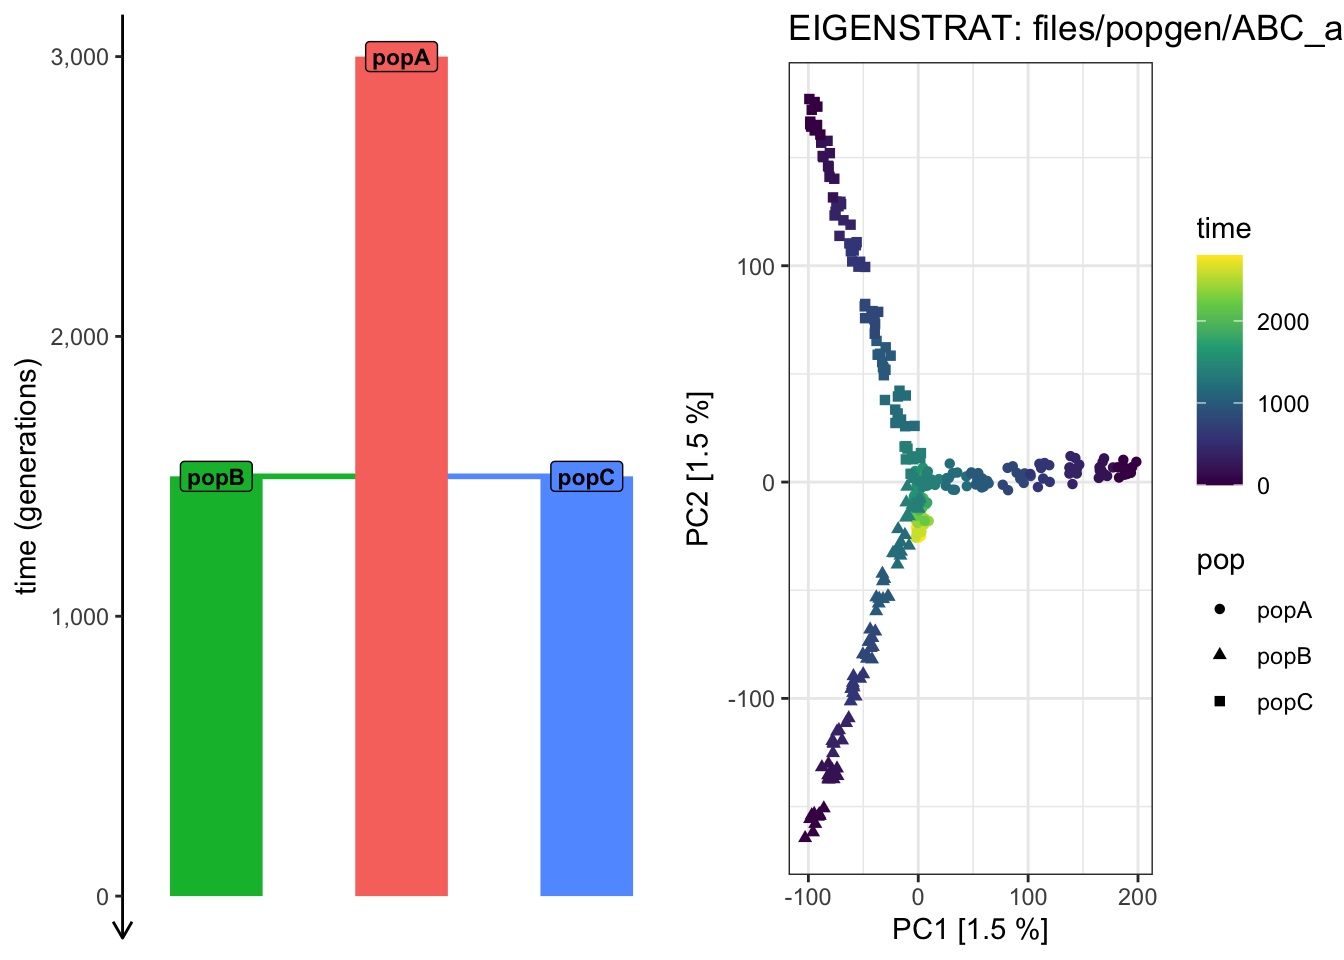 time (generations)
3,000
2,000
1,000
0
popA
popB
popC
EIGENSTRAT: files/popgen/ABC_a
PC2 [1.5 %]
100
0
-100
-100
0
100
200
PC1 [1.5 %]
time
2000
1000
0
pop
popA
popB
popC